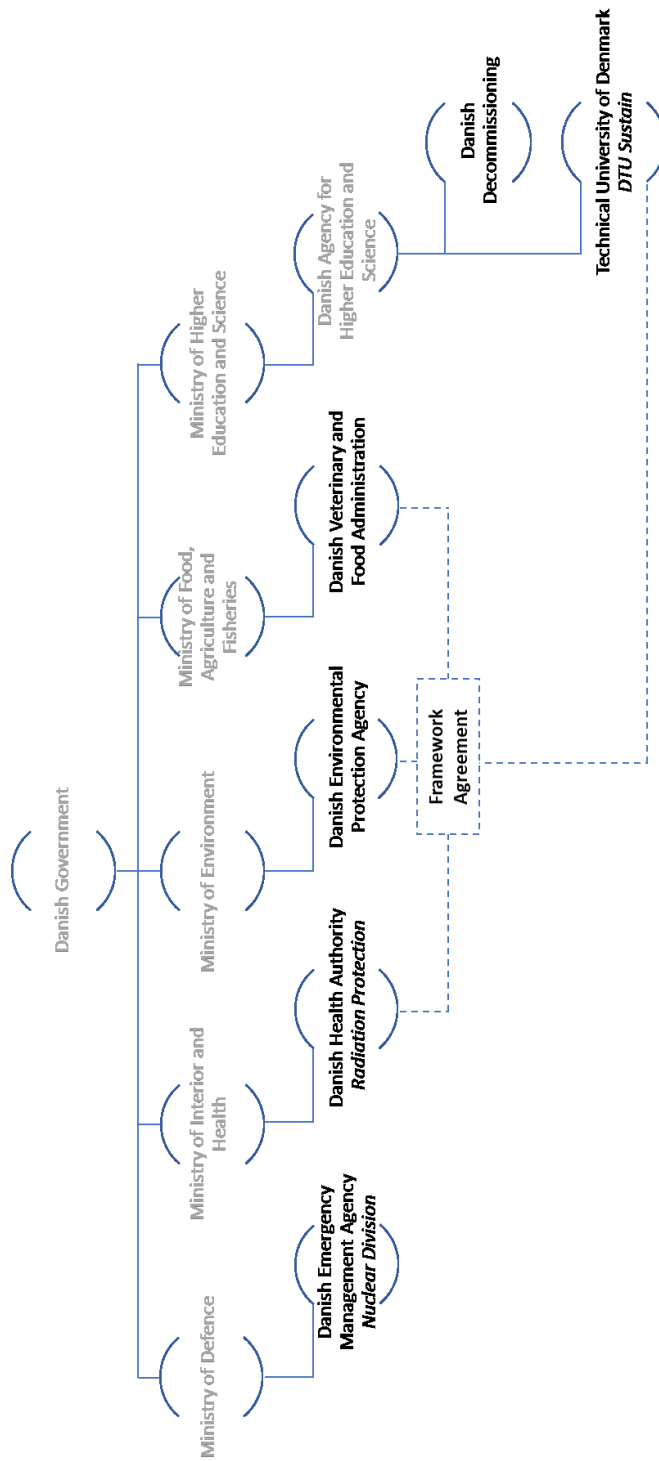 Danish Government
Ministry of Defence
Ministry of Interior and
Health
Ministry of Environment
Ministry of Food,
Agriculture and
Fisheries
Ministry of Higher
Education and Science
Danish Emergency
Management Agency
Nuclear Division
Danish Health Authority
Radiation Protection
Danish Environmental
Protection Agency
Danish Veterinary and
Food Administration
Danish Agency for
Higher Education and
Science
Framework
Agreement
Danish
Decommissioning
Technical University of Denmark
DTU Sustain